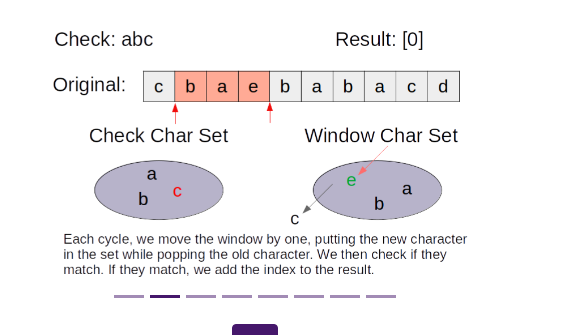 Check: abc
Result: [0]
Original: c b a e b a b a c d
Check Char Set
Window Char Set
a
b c
e a
b
c
Each cycle, we move the window by one, putting the new character
in the set while popping the old character. We then check if they
match. If they match, we add the index to the result.